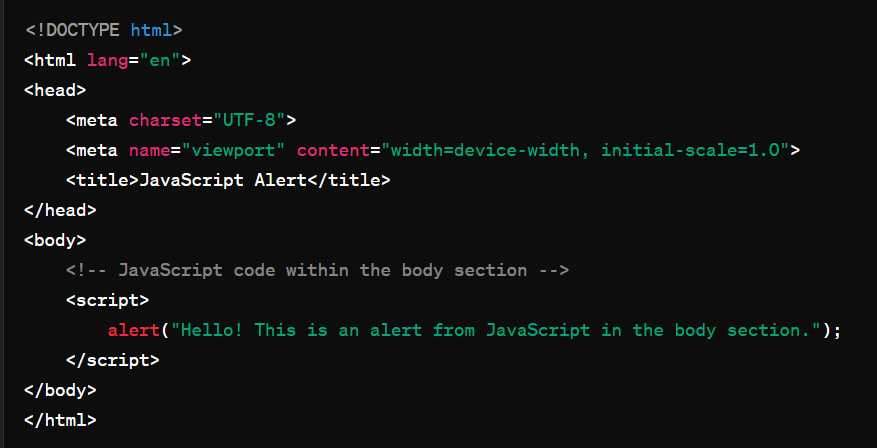 <!DOCTYPE html>
<html lang="en">
<head>
    <meta charset="UTF-8">
    <meta name="viewport" content="width=device-width, initial-scale=1.0">
    <title>JavaScript Alert</title>
</head>
<body>
    <!-- JavaScript code within the body section -->
    <script>
        alert("Hello! This is an alert from JavaScript in the body section.");
    </script>
</body>
</html>